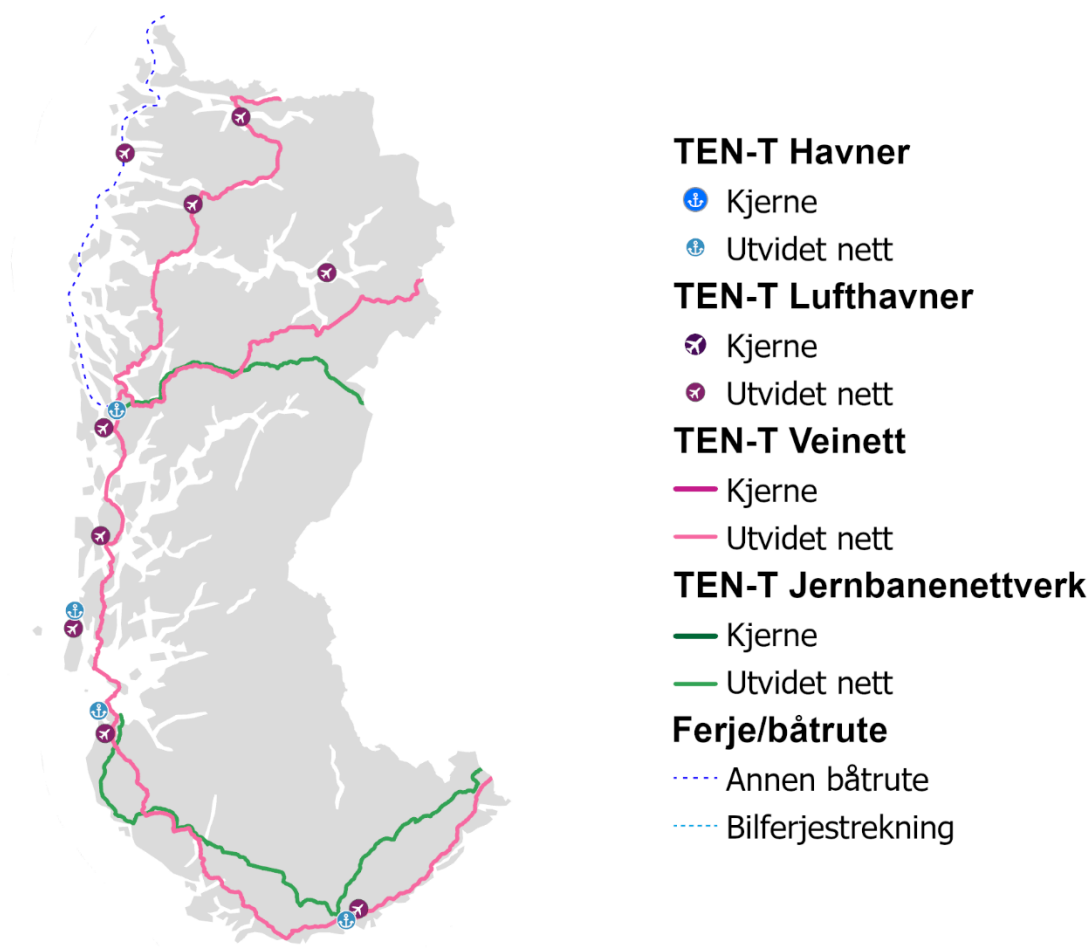 TEN-T Havner
Kjerne
Utvidet nett
TEN-T Lufthavner
Kjerne
Utvidet nett
TEN-T Veinett
Kjerne
Utvidet nett
TEN-T Jernbanenettverk
Kjerne
Utvidet nett
Ferje/båtrute
Annen båtrute
Bilferjestrekning